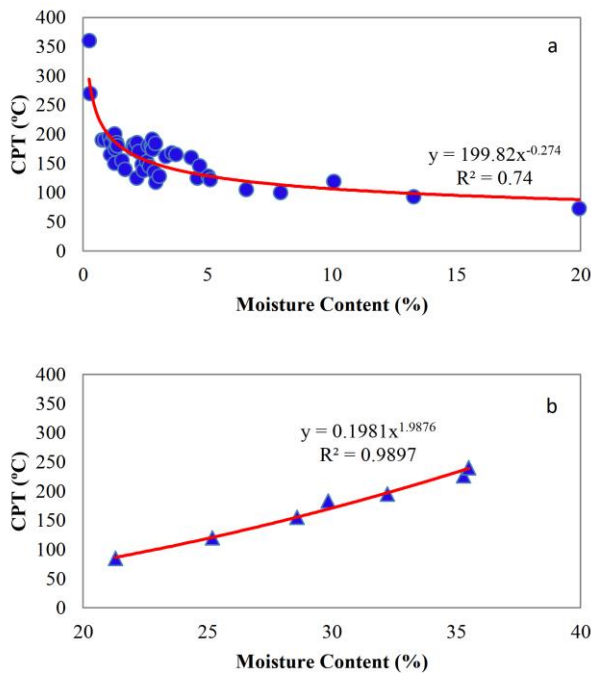 400
a
350
300
250
CPT (ºC)
200
150
100
50
0
y = 199.82x^-0.274
R² = 0.74
0 5 10 15 20
Moisture Content (%)
400
b
350
300
250
CPT (ºC)
200
150
100
50
0
y = 0.1981x^1.9876
R² = 0.9897
20 25 30 35 40
Moisture Content (%)